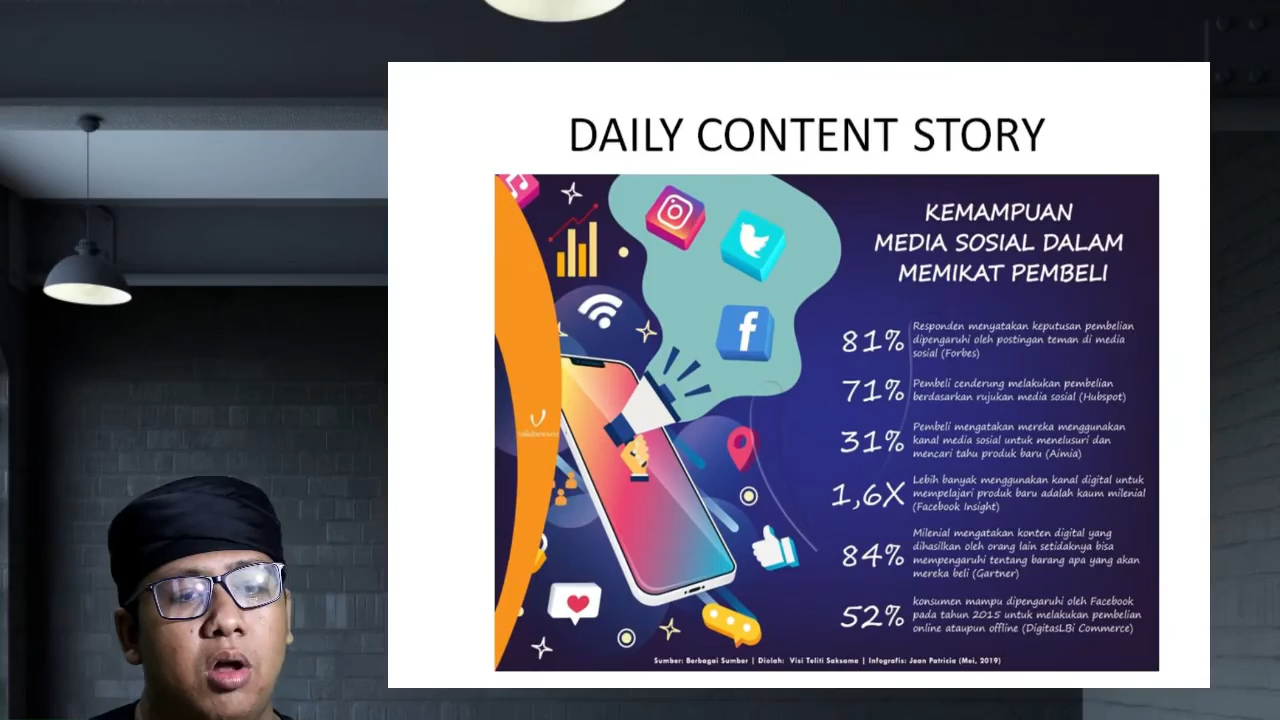 DAILY CONTENT STORY
KEMAMPUAN
MEDIA SOSIAL DALAM
MEMIKAT PEMBELI
81%
Responden menyatakan keputusan pembelian
dipengaruhi oleh postingan teman di media
sosial (Forbes)
71%
Pembeli cenderung melakukan pembelian
berdasarkan rujukan media sosial (Hubspot)
31%
Pembeli mengatakan mereka menggunakan
kanal media sosial untuk menelusuri dan
mencari tahu produk baru (Aimia)
1,6X
Lebih banyak menggunakan kanal digital untuk
mempelajari produk baru adalah kaum milenial
(Facebook Insight)
84%
Milenial mengatakan konten digital yang
dihasilkan oleh orang lain setidaknya bisa
mempengaruhi tentang barang apa yang akan
mereka beli (Gartner)
52%
konsumen mampu dipengaruhi oleh Facebook
pada tahun 2015 untuk melakukan pembelian
online ataupun offline (DigitasLBi Commerce)
Sumber: Berbagai Sumber | Diolah: Visi Teliti Saksama | Infografis: Jean Patricia (Mei, 2019)